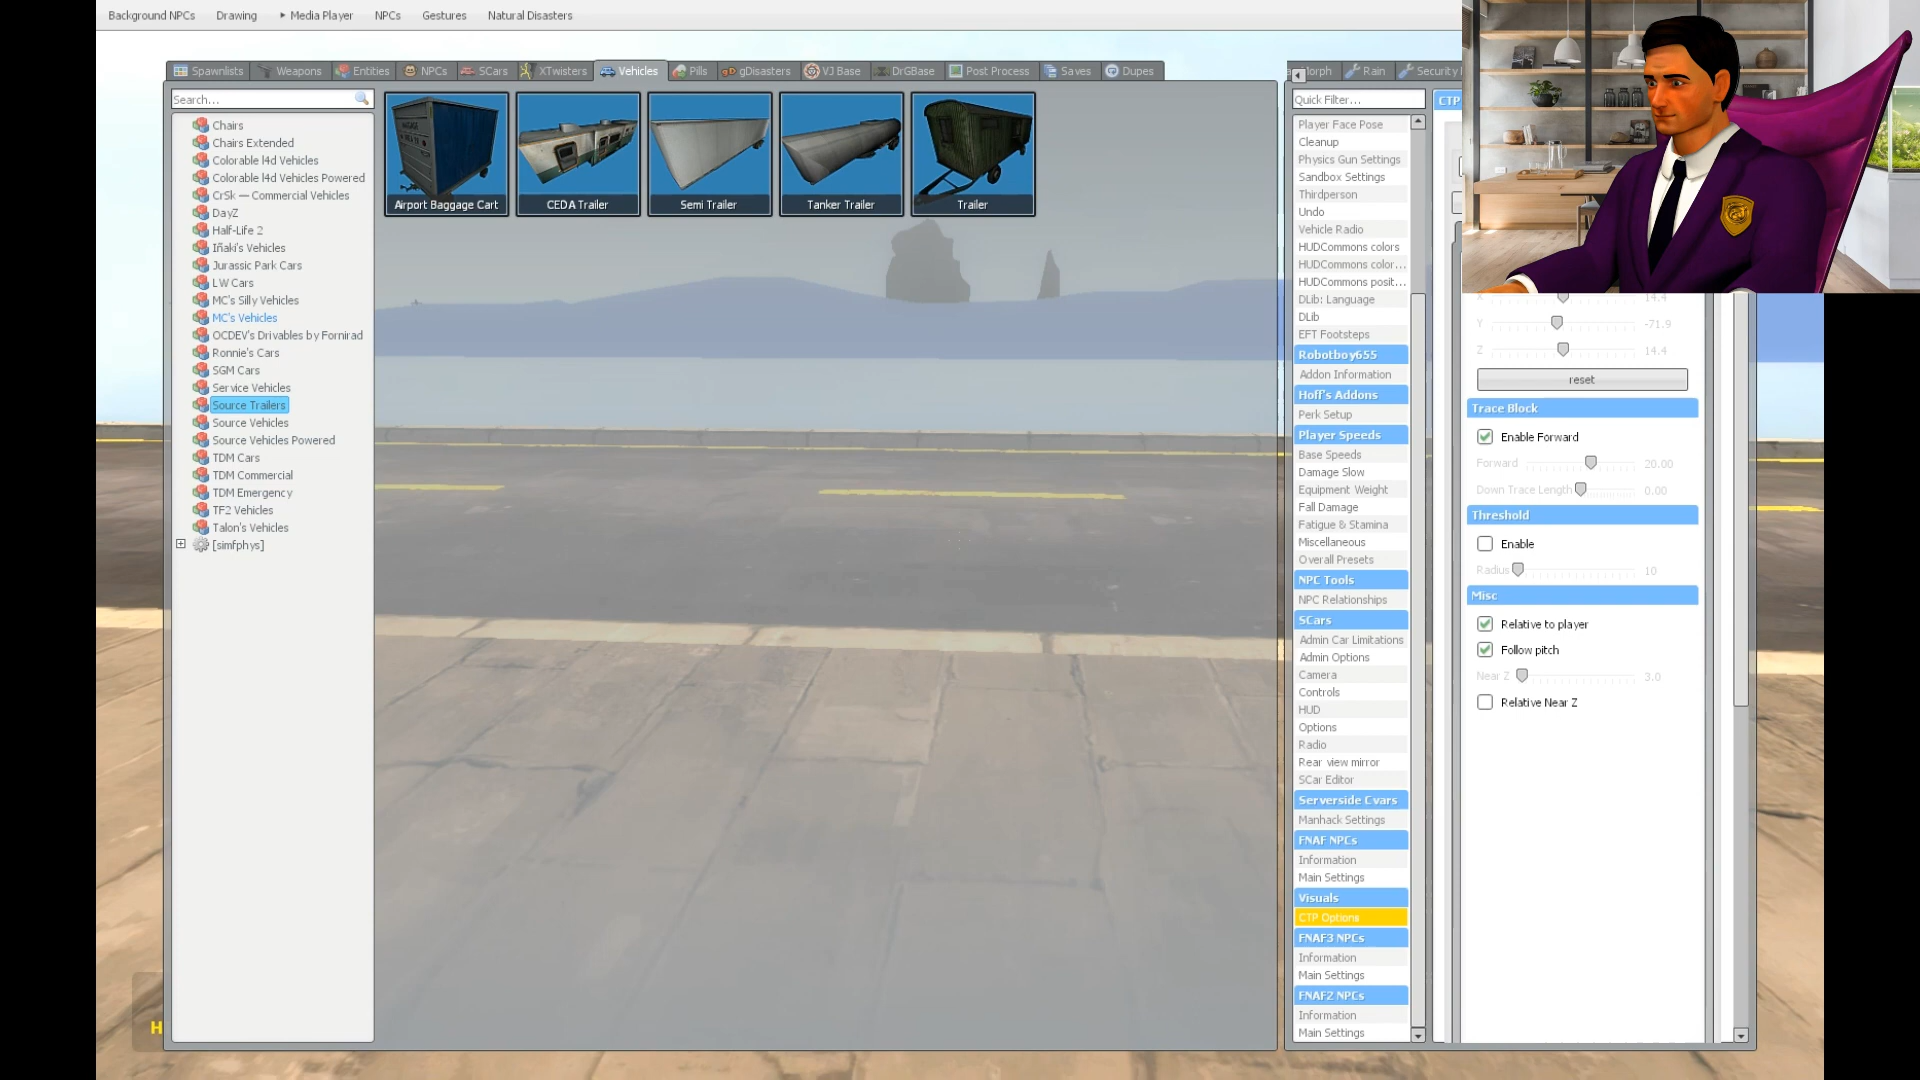 Background NPCs Drawing Media Player NPCs Gestures Natural Disasters
Spawnlists Weapons Entities NPCs SCars XTwisters Vehicles Pills gDisasters VJ Base DrGBase Post Process Saves Dupes
Rain Security
Search...
Chairs
Chairs Extended
Colorable l4d Vehicles
Colorable l4d Vehicles Powered
CrSk — Commercial Vehicles
DayZ
Half-Life 2
Iñaki's Vehicles
Jurassic Park Cars
LW Cars
MC's Silly Vehicles
MC's Vehicles
OCDEV's Drivables by Fornirad
Ronnie's Cars
SGM Cars
Service Vehicles
Source Trailers
Source Vehicles
Source Vehicles Powered
TDM Cars
TDM Commercial
TDM Emergency
TF2 Vehicles
Talon's Vehicles
[simfphys]
Airport Baggage Cart
CEDA Trailer
Semi Trailer
Tanker Trailer
Trailer
Quick Filter...
Player Face Pose
Cleanup
Physics Gun Settings
Sandbox Settings
Thirdperson
Undo
Vehicle Radio
HUDCommons colors
HUDCommons color...
HUDCommons posit...
DLib: Language
DLib
EFT Footsteps
Robotboy655
Addon Information
Hoff's Addons
Perk Setup
Player Speeds
Base Speeds
Damage Slow
Equipment Weight
Fall Damage
Fatigue & Stamina
Miscellaneous
Overall Presets
NPC Tools
NPC Relationships
SCars
Admin Car Limitations
Admin Options
Camera
Controls
HUD
Options
Radio
Rear view mirror
SCar Editor
Serverside Cvars
Manhack Settings
FNAF NPCs
Information
Main Settings
Visuals
CTP Options
FNAF3 NPCs
Information
Main Settings
FNAF2 NPCs
Information
Main Settings
CTP
X 14.4
Y -71.9
Z 14.4
reset
Trace Block
Enable Forward
Forward 20.00
Down Trace Length 0.00
Threshold
Enable
Radius 10
Misc
Relative to player
Follow pitch
Near Z 3.0
Relative Near Z
H